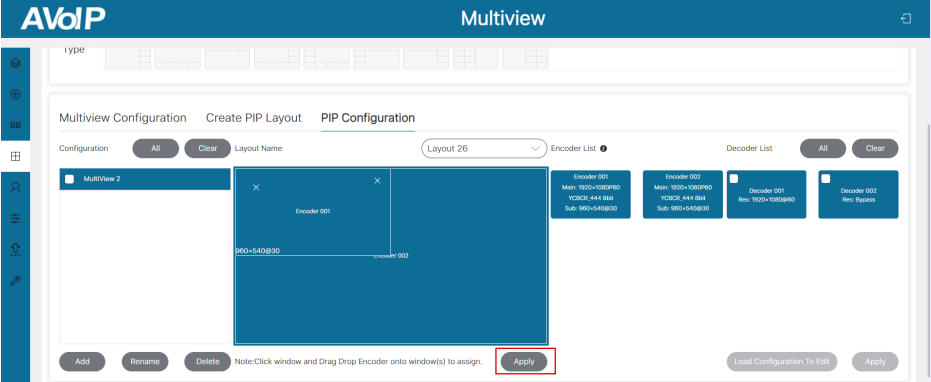 AVoIP
Multiview
Type
Multiview Configuration Create PIP Layout PIP Configuration
Configuration All Clear Layout Name Layout 26 Encoder List Decoder List All Clear
MultiView 2
Encoder 001
960×540@30
Encoder 002
Encoder 001
Main: 1920×1080P60
YCBCR_444 8bit
Sub: 960×540@30
Encoder 002
Main: 1920×1080P60
YCBCR_444 8bit
Sub: 960×540@30
Decoder 001
Res: 1920×1080@60
Decoder 002
Res: Bypass
Add Rename Delete Note:Click window and Drag Drop Encoder onto window(s) to assign. Apply Load Configuration To Edit Apply